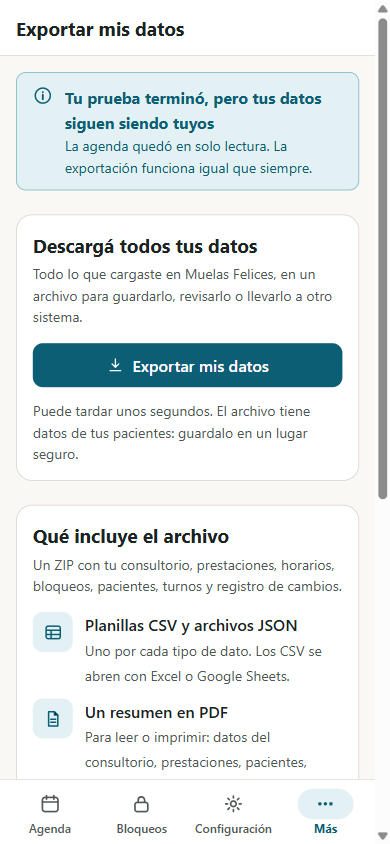 Exportar mis datos
Tu prueba terminó, pero tus datos
siguen siendo tuyos
La agenda quedó en solo lectura. La
exportación funciona igual que siempre.
Descargá todos tus datos
Todo lo que cargaste en Muelas Felices, en un
archivo para guardarlo, revisarlo o llevarlo a otro
sistema.
Exportar mis datos
Puede tardar unos segundos. El archivo tiene
datos de tus pacientes: guardalo en un lugar
seguro.
Qué incluye el archivo
Un ZIP con tu consultorio, prestaciones, horarios,
bloqueos, pacientes, turnos y registro de cambios.
Planillas CSV y archivos JSON
Uno por cada tipo de dato. Los CSV se
abren con Excel o Google Sheets.
Un resumen en PDF
Para leer o imprimir: datos del
consultorio, prestaciones, pacientes,
Agenda
Bloqueos
Configuración
Más